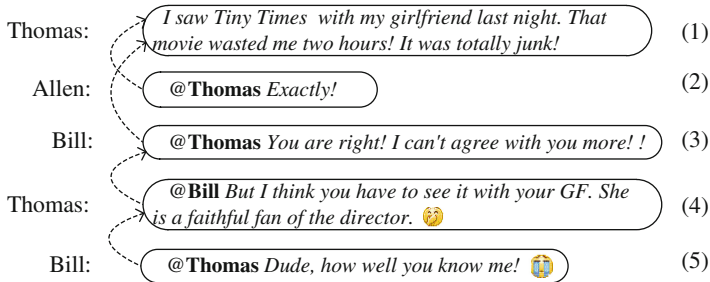 Thomas: I saw Tiny Times with my girlfriend last night. That (1)
movie wasted me two hours! It was totally junk!
Allen: @Thomas Exactly! (2)
Bill: @Thomas You are right! I can't agree with you more! ! (3)
@Bill But I think you have to see it with your GF. She
Thomas: is a faithful fan of the director. 🤭 (4)
Bill: @Thomas Dude, how well you know me! 😭 (5)